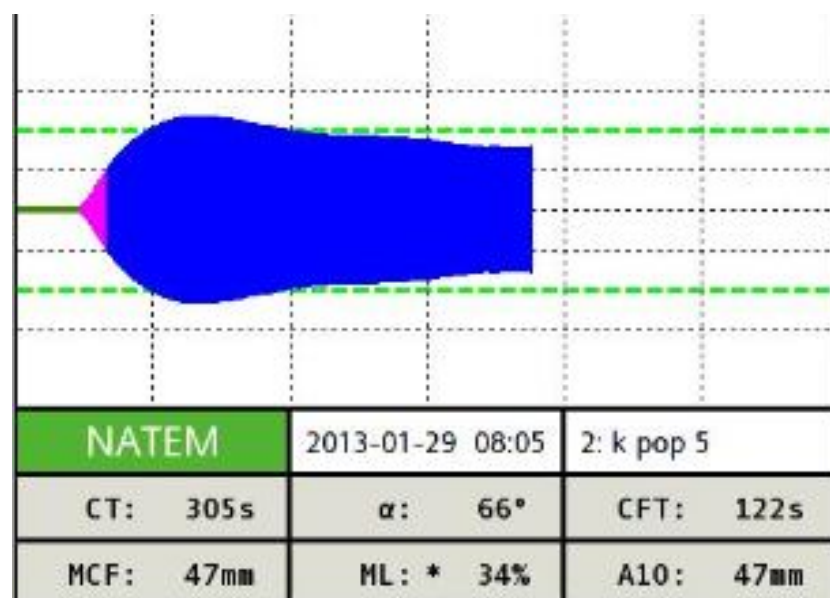 NATEM 2013-01-29 08:05 2: k pop 5
CT: 305s α: 66° CFT: 122s
MCF: 47mm ML: * 34% A10: 47mm